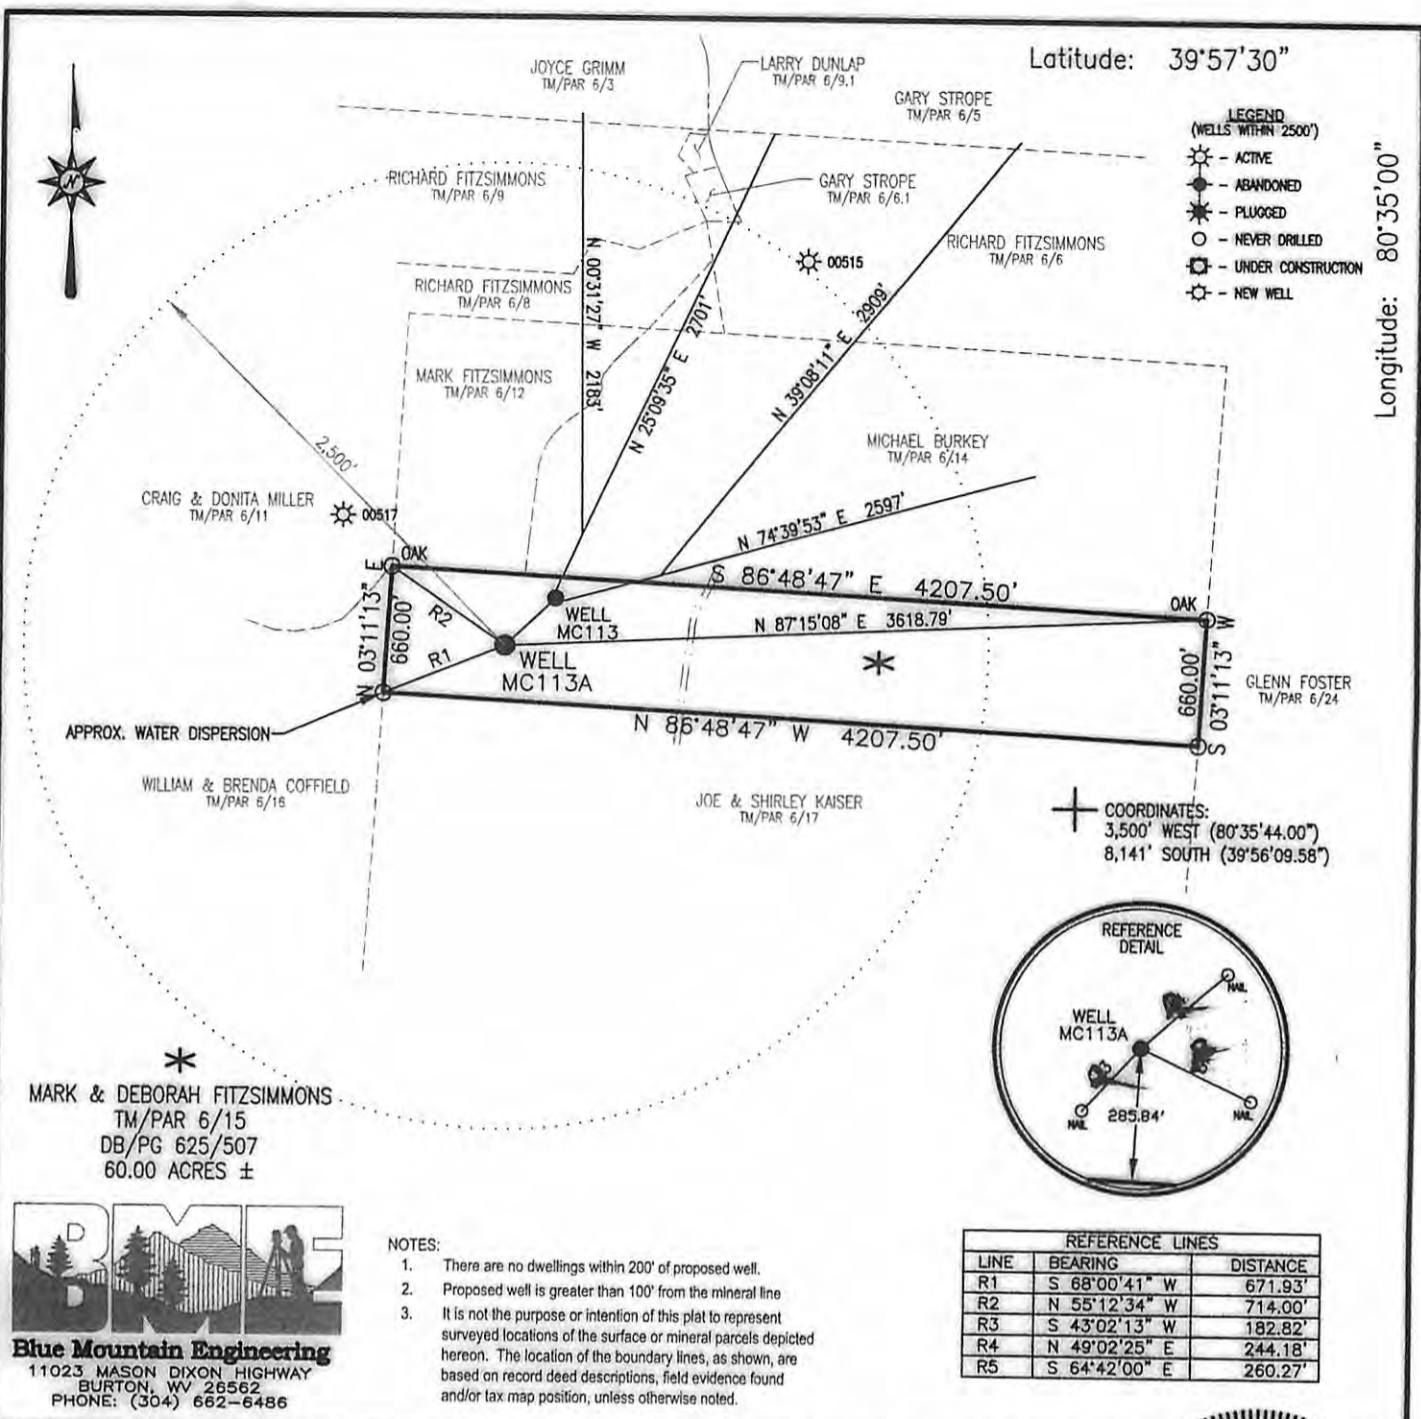 Latitude: 39°57'30"
Longitude: 80°35'00"
LEGEND
(WELLS WITHIN 2500')
- ACTIVE
- ABANDONED
- PLUGGED
- NEVER DRILLED
- UNDER CONSTRUCTION
- NEW WELL
N
JOYCE GRIMM
TM/PAR 6/3
LARRY DUNLAP
TM/PAR 6/9.1
GARY STROPE
TM/PAR 6/5
RICHARD FITZSIMMONS
TM/PAR 6/9
GARY STROPE
TM/PAR 6/6.1
RICHARD FITZSIMMONS
TM/PAR 6/6
00515
RICHARD FITZSIMMONS
TM/PAR 6/8
N 00°31'27" W 2183'
N 25°09'35" E 2701'
N 39°08'11" E 2909'
MARK FITZSIMMONS
TM/PAR 6/12
2,500'
MICHAEL BURKEY
TM/PAR 6/14
CRAIG & DONITA MILLER
TM/PAR 6/11
00517
N 74°39'53" E 2597'
OAK
S 86°48'47" E 4207.50'
OAK
N 03°11'13" E
660.00'
R2
R1
WELL
MC113
N 87°15'08" E 3618.79'
WELL
MC113A
660.00'
S 03°11'13" W
GLENN FOSTER
TM/PAR 6/24
APPROX. WATER DISPERSION
N 86°48'47" W 4207.50'
WILLIAM & BRENDA COFFIELD
TM/PAR 6/16
JOE & SHIRLEY KAISER
TM/PAR 6/17
COORDINATES:
3,500' WEST (80°35'44.00")
8,141' SOUTH (39°56'09.58")
REFERENCE
DETAIL
NAIL
WELL
MC113A
NAIL
NAIL
285.84'
MARK & DEBORAH FITZSIMMONS
TM/PAR 6/15
DB/PG 625/507
60.00 ACRES ±
BME
Blue Mountain Engineering
11023 MASON DIXON HIGHWAY
BURTON, WV 26562
PHONE: (304) 662-6486
NOTES:
1. There are no dwellings within 200' of proposed well.
2. Proposed well is greater than 100' from the mineral line
3. It is not the purpose or intention of this plat to represent
surveyed locations of the surface or mineral parcels depicted
hereon. The location of the boundary lines, as shown, are
based on record deed descriptions, field evidence found
and/or tax map position, unless otherwise noted.
REFERENCE LINES
LINE BEARING DISTANCE
R1 S 68°00'41" W 671.93'
R2 N 55°12'34" W 714.00'
R3 S 43°02'13" W 182.82'
R4 N 49°02'25" E 244.18'
R5 S 64°42'00" E 260.27'